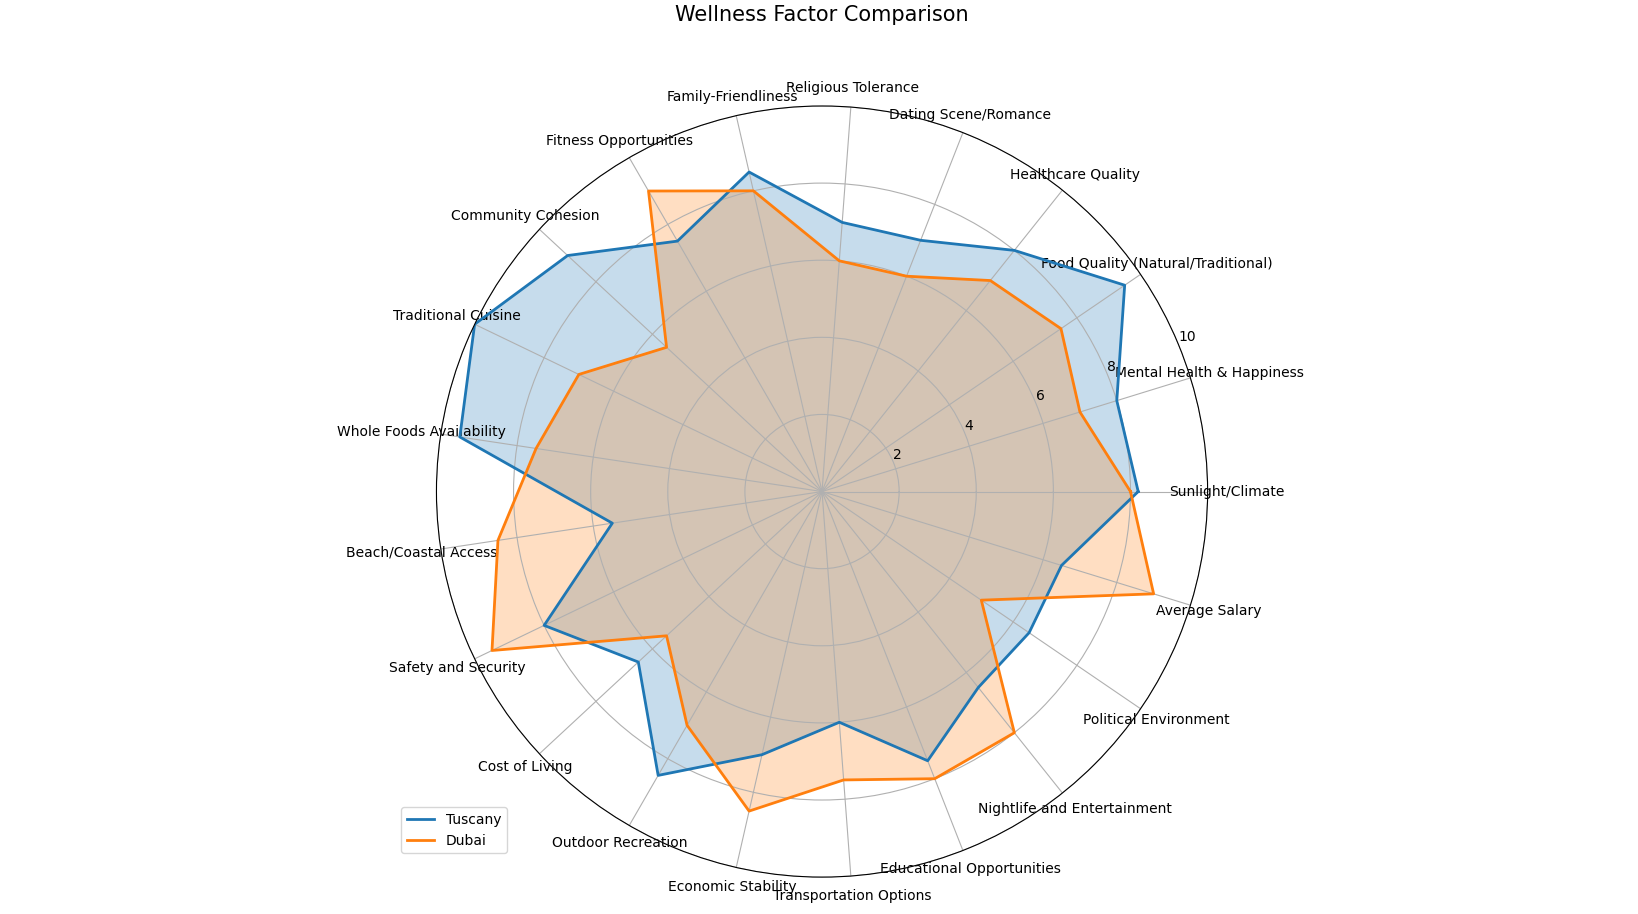 Wellness Factor Comparison
Religious Tolerance
Family-Friendliness
Dating Scene/Romance
Fitness Opportunities
Healthcare Quality
Community Cohesion
Food Quality (Natural/Traditional)
Traditional Cuisine
10
8
Mental Health & Happiness
6
4
Whole Foods Availability
2
Sunlight/Climate
Beach/Coastal Access
Average Salary
Safety and Security
Political Environment
Cost of Living
Nightlife and Entertainment
Tuscany
Dubai
Outdoor Recreation
Educational Opportunities
Economic Stability
Transportation Options